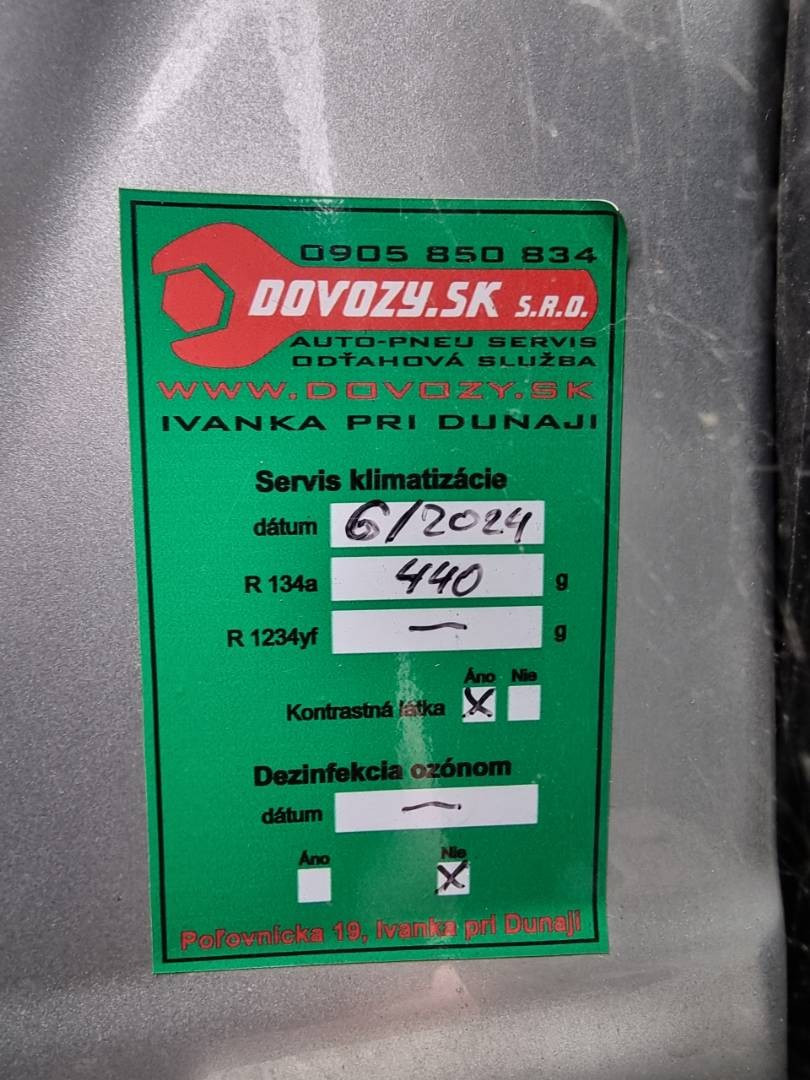 0905 850 834
DOVOZY.SK S.R.O.
AUTO-PNEU SERVIS
ODŤAHOVÁ SLUŽBA
WWW.DOVOZY.SK
IVANKA PRI DUNAJI
Servis klimatizácie
dátum 6/2024
R 134a 440 g
R 1234yf — g
Áno Nie
Kontrastná látka X
Dezinfekcia ozónom
dátum —
Áno Nie
X
Poľovnícka 19, Ivanka pri Dunaji